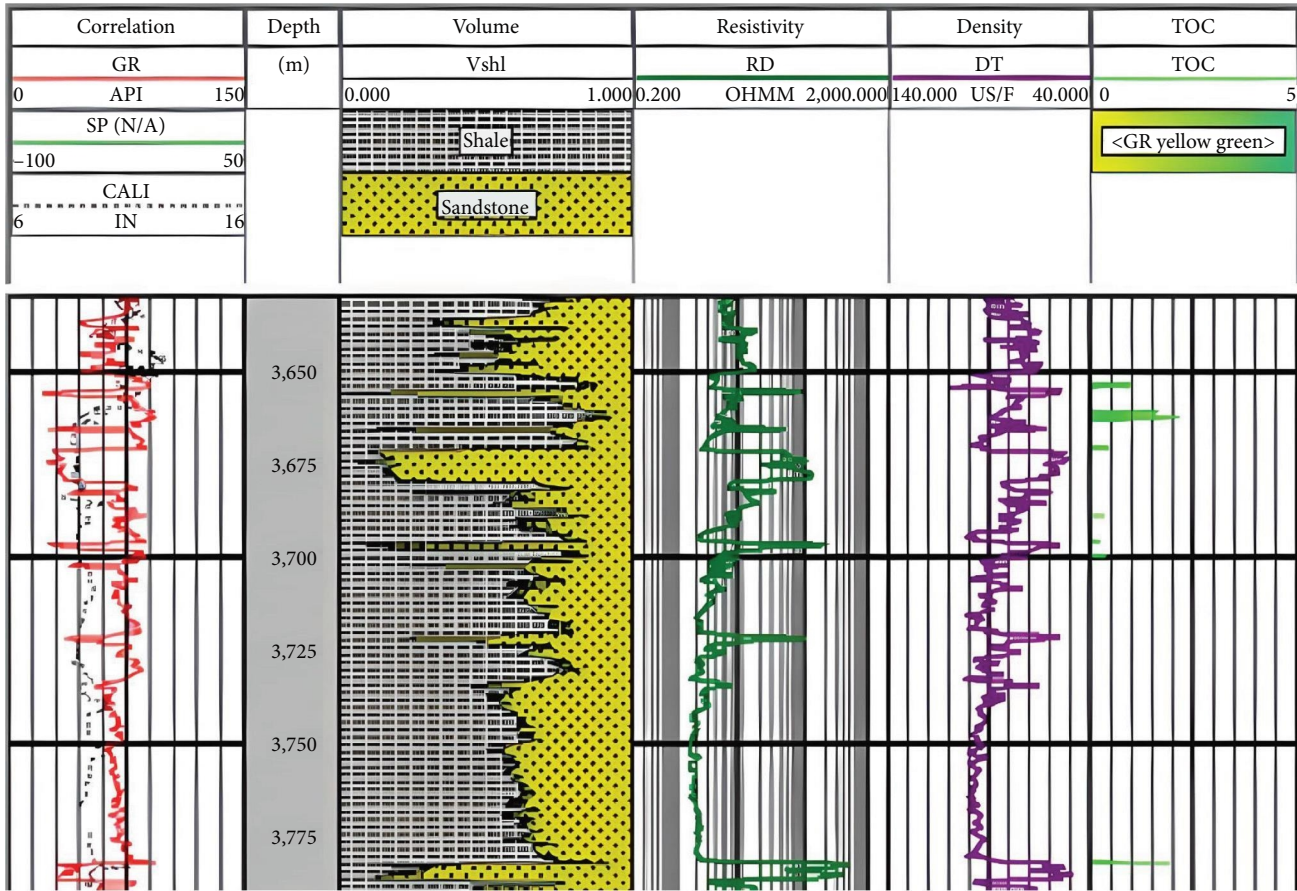 Correlation Depth Volume Resistivity Density TOC
GR (m) Vshl RD DT TOC
0 API 150 0.000 1.000 0.200 OHMM 2,000.000 140.000 US/F 40.000 0 5
SP (N/A)
–100 50
CALI
6 IN 16
Shale
Sandstone
<GR yellow green>
3,650
3,675
3,700
3,725
3,750
3,775